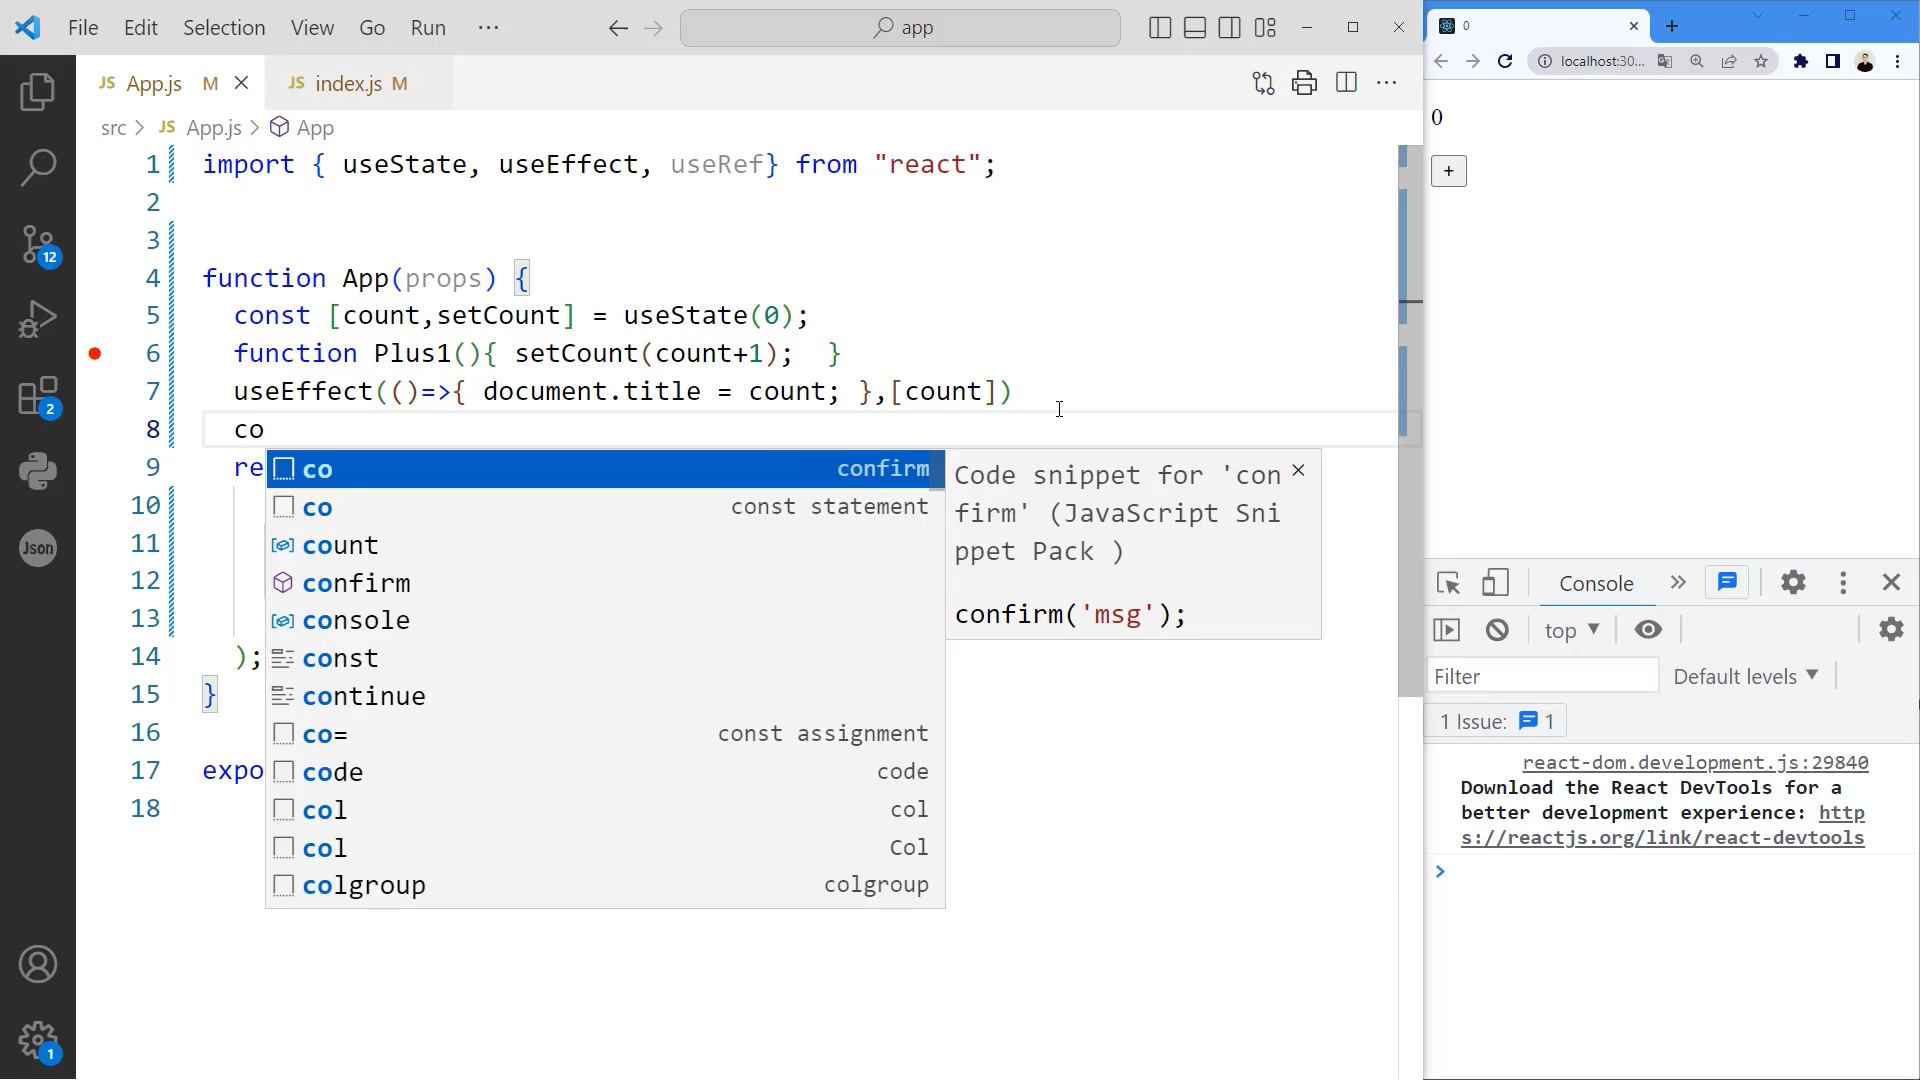 File Edit Selection View Go Run ···
app
JS App.js M
JS index.js M
src > JS App.js > App
1 import { useState, useEffect, useRef} from "react";
2
3
4 function App(props) {
5 const [count,setCount] = useState(0);
6 function Plus1(){ setCount(count+1); }
7 useEffect(()=>{ document.title = count; },[count])
8 co
9 re
10
11
12
13
14 );
15 }
16
17 expo
18
co confirm
co const statement
count
confirm
console
const
continue
co= const assignment
code code
col col
col Col
colgroup colgroup
Code snippet for 'con
firm' (JavaScript Sni
ppet Pack )
confirm('msg');
12
2
Json
1
0
localhost:30...
0
+
Console
top
Filter
Default levels
1 Issue: 1
react-dom.development.js:29840
Download the React DevTools for a
better development experience: http
s://reactjs.org/link/react-devtools
>